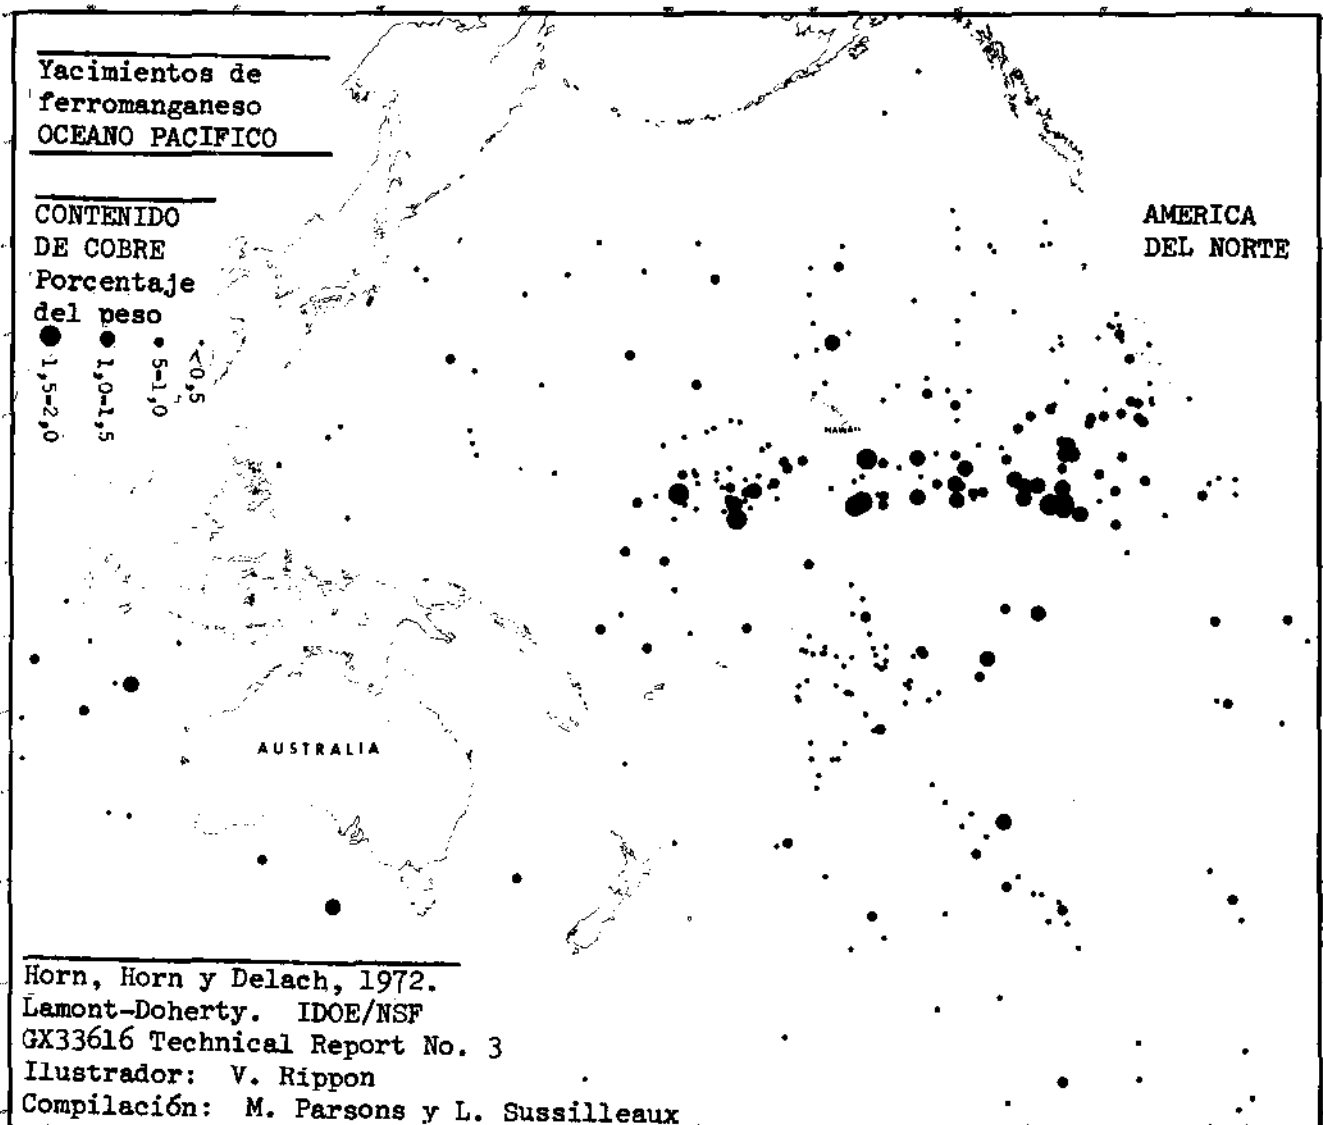 Yacimientos de
ferromanganeso
OCEANO PACIFICO
CONTENIDO
DE COBRE
Porcentaje
del peso
1,5-2,0
1,0-1,5
5-1,0
<0,5
AMERICA
DEL NORTE
HAWAII
AUSTRALIA
Horn, Horn y Delach, 1972.
Lamont-Doherty. IDOE/NSF
GX33616 Technical Report No. 3
Ilustrador: V. Rippon
Compilación: M. Parsons y L. Sussilleaux